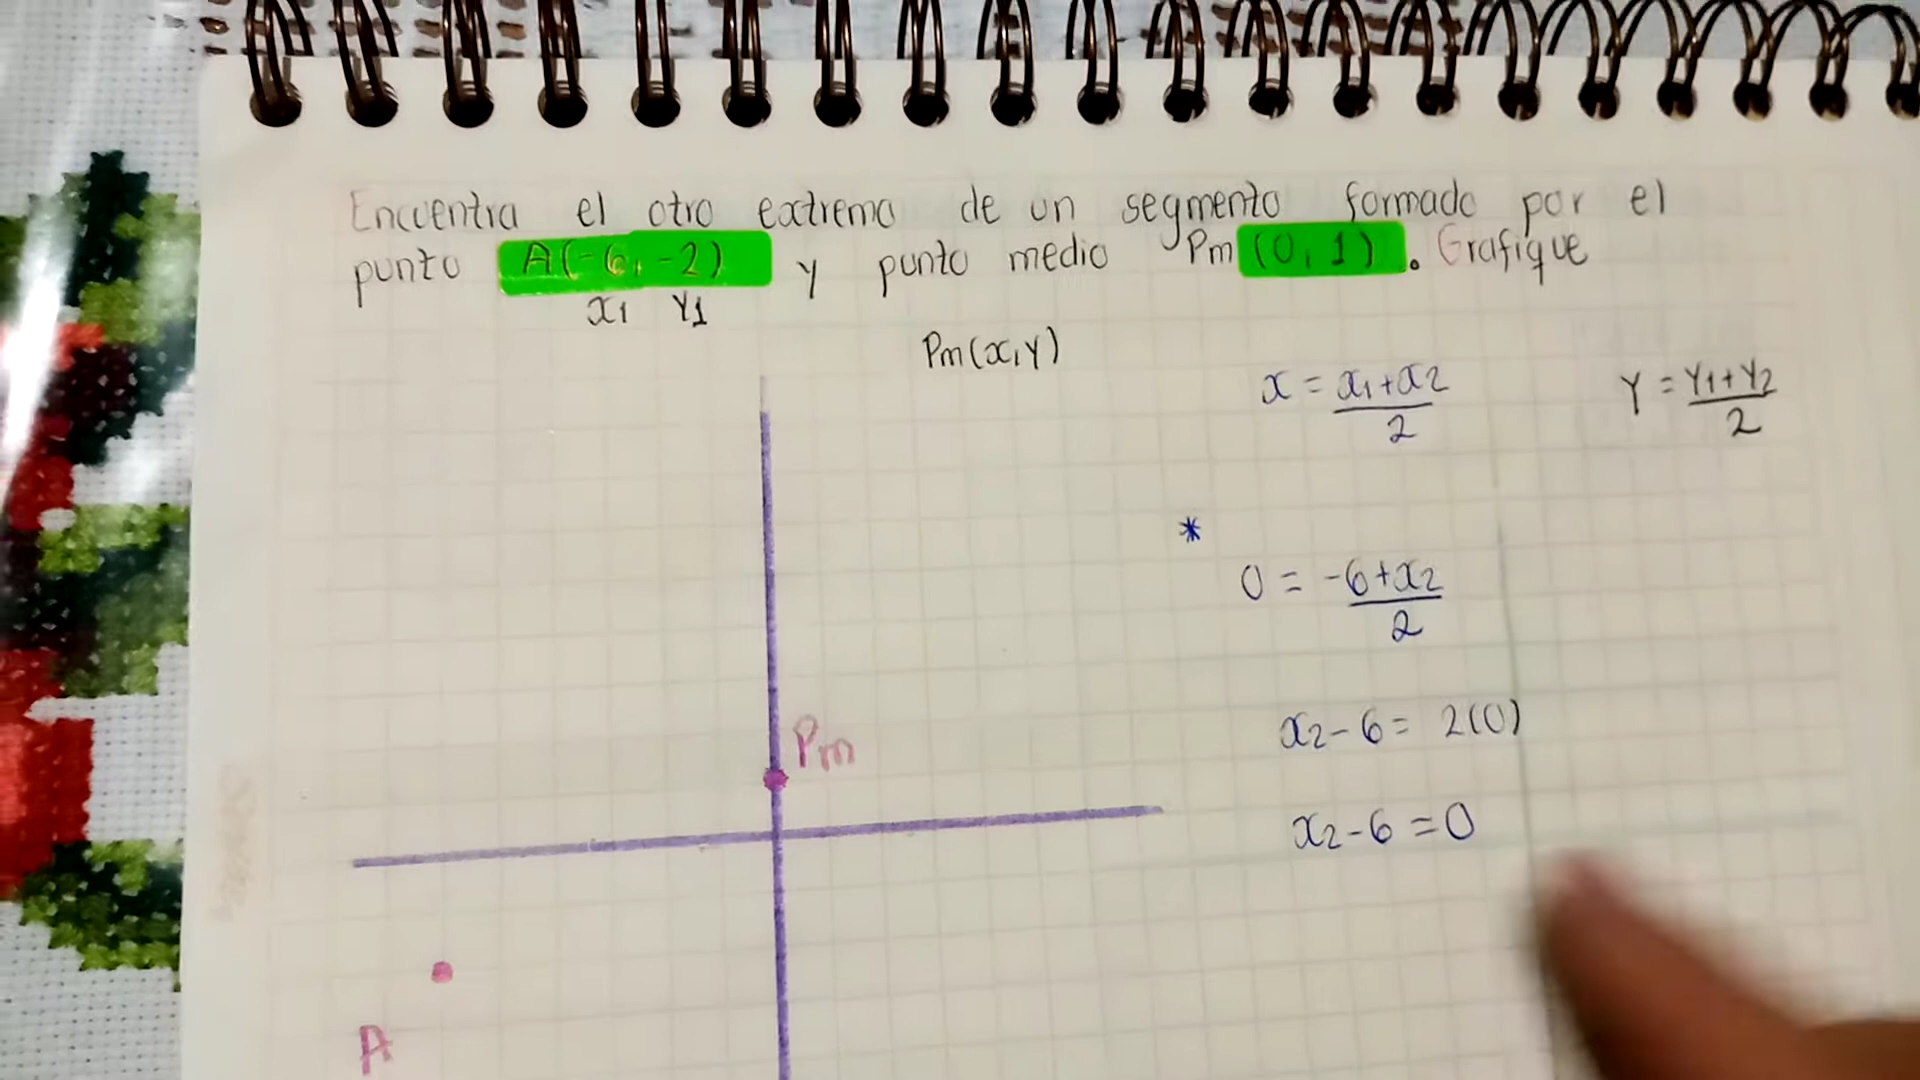 Encuentra el otro extremo de un segmento formado por el
punto A(-6, -2) y punto medio Pm (0, 1). Grafique
x1 Y1
Pm(x,y)
x = x1+x2/2
Y = Y1+Y2/2
*
0 = -6+x2/2
x2-6 = 2(0)
x2-6=0
Pm
A